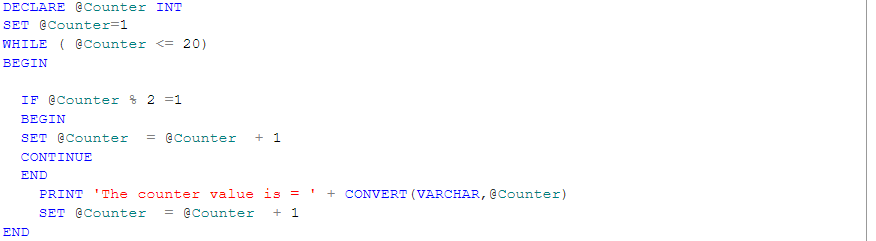 DECLARE @Counter INT
SET @Counter=1
WHILE ( @Counter <= 20)
BEGIN
IF @Counter % 2 =1
BEGIN
SET @Counter = @Counter + 1
CONTINUE
END
PRINT 'The counter value is = ' + CONVERT(VARCHAR,@Counter)
SET @Counter = @Counter + 1
END